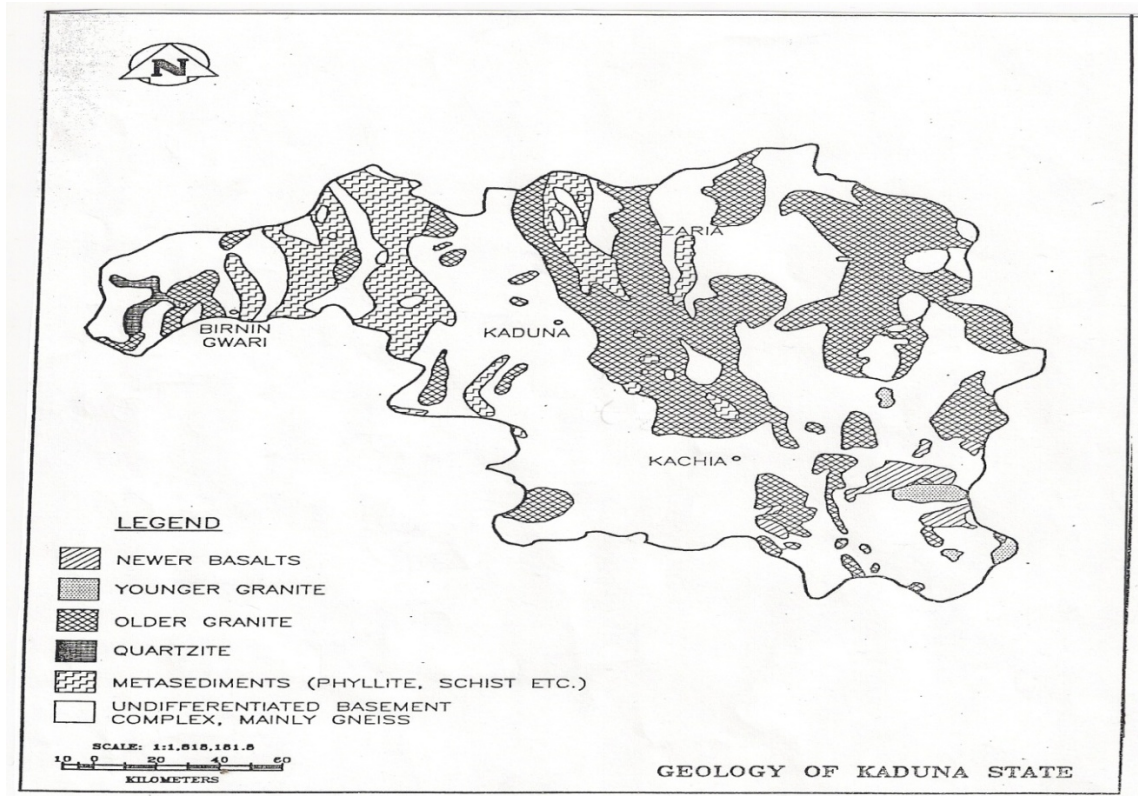 N
ZARIA
BIRNIN
GWARI
KADUNA
KACHIA
LEGEND
NEWER BASALTS
YOUNGER GRANITE
OLDER GRANITE
QUARTZITE
METASEDIMENTS (PHYLLITE, SCHIST ETC.)
UNDIFFERENTIATED BASEMENT
COMPLEX, MAINLY GNEISS
SCALE: 1:1,818,181.8
10 0 20 40 60
KILOMETERS
GEOLOGY OF KADUNA STATE